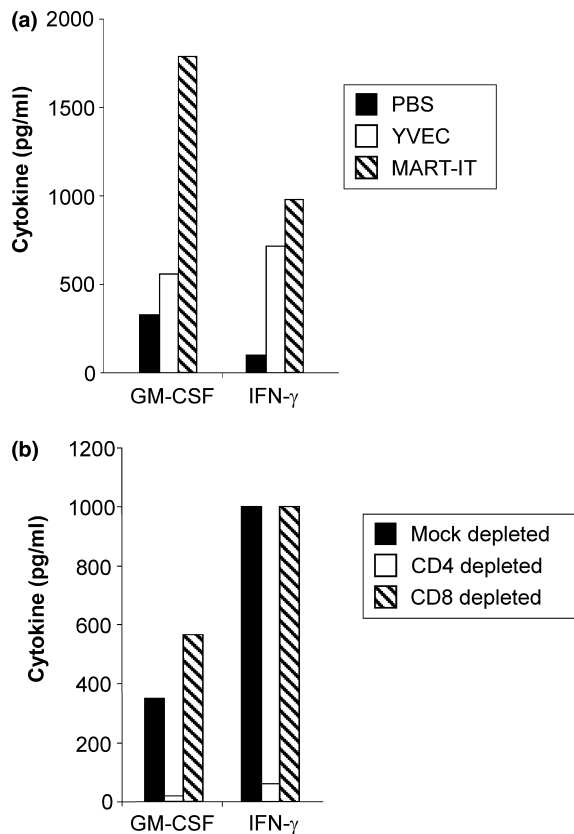 (a)
Cytokine (pg/ml)
2000
1500
1000
500
0
GM-CSF
IFN-γ
PBS
YVEC
MART-IT
(b)
Cytokine (pg/ml)
1200
1000
800
600
400
200
0
GM-CSF
IFN-γ
Mock depleted
CD4 depleted
CD8 depleted